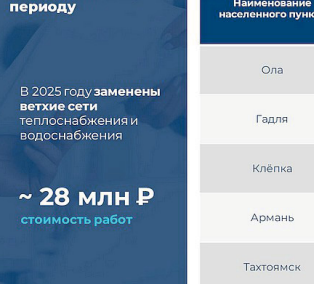 периоду
В 2025 году заменены
ветхие сети
теплоснабжения и
водоснабжения
~ 28 млн ₽
стоимость работ
Наименование
населенного
Ола
Гадля
Клёпка
Армань
Тахтоямск